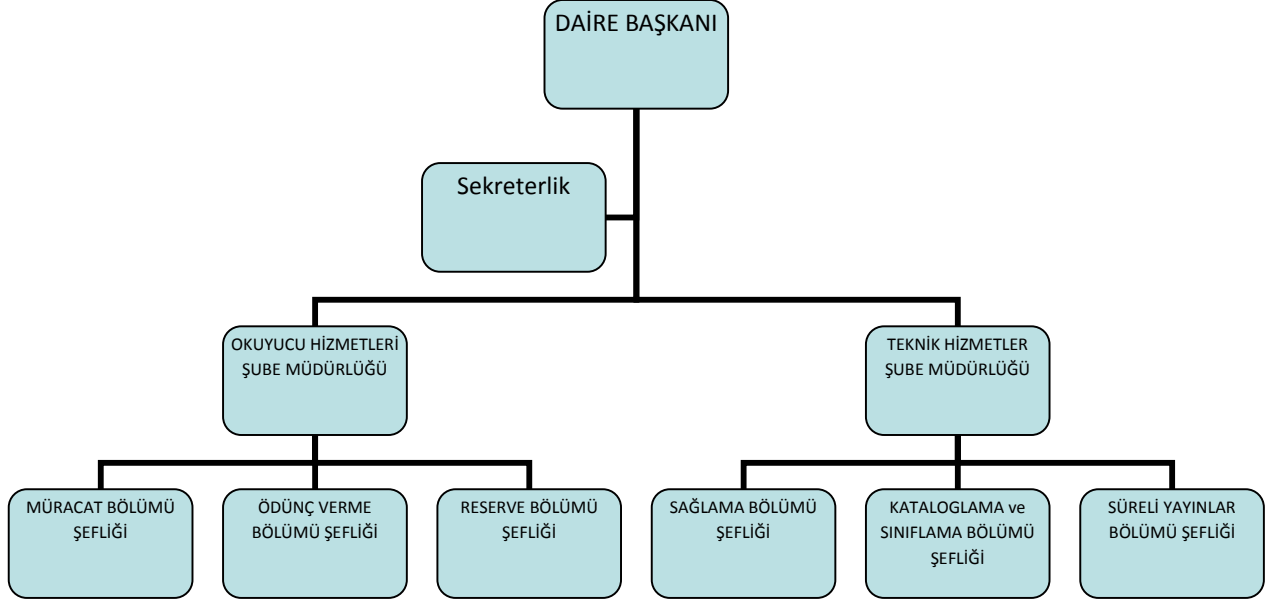 DAİRE BAŞKANI
Sekreterlik
OKUYUCU HİZMETLERİ
ŞUBE MÜDÜRLÜĞÜ
TEKNİK HİZMETLER
ŞUBE MÜDÜRLÜĞÜ
MÜRACAT BÖLÜMÜ
ŞEFLİĞİ
ÖDÜNÇ VERME
BÖLÜMÜ ŞEFLİĞİ
RESERVE BÖLÜMÜ
ŞEFLİĞİ
SAĞLAMA BÖLÜMÜ
ŞEFLİĞİ
KATALOGLAMA ve
SINIFLAMA BÖLÜMÜ
ŞEFLİĞİ
SÜRELİ YAYINLAR
BÖLÜMÜ ŞEFLİĞİ